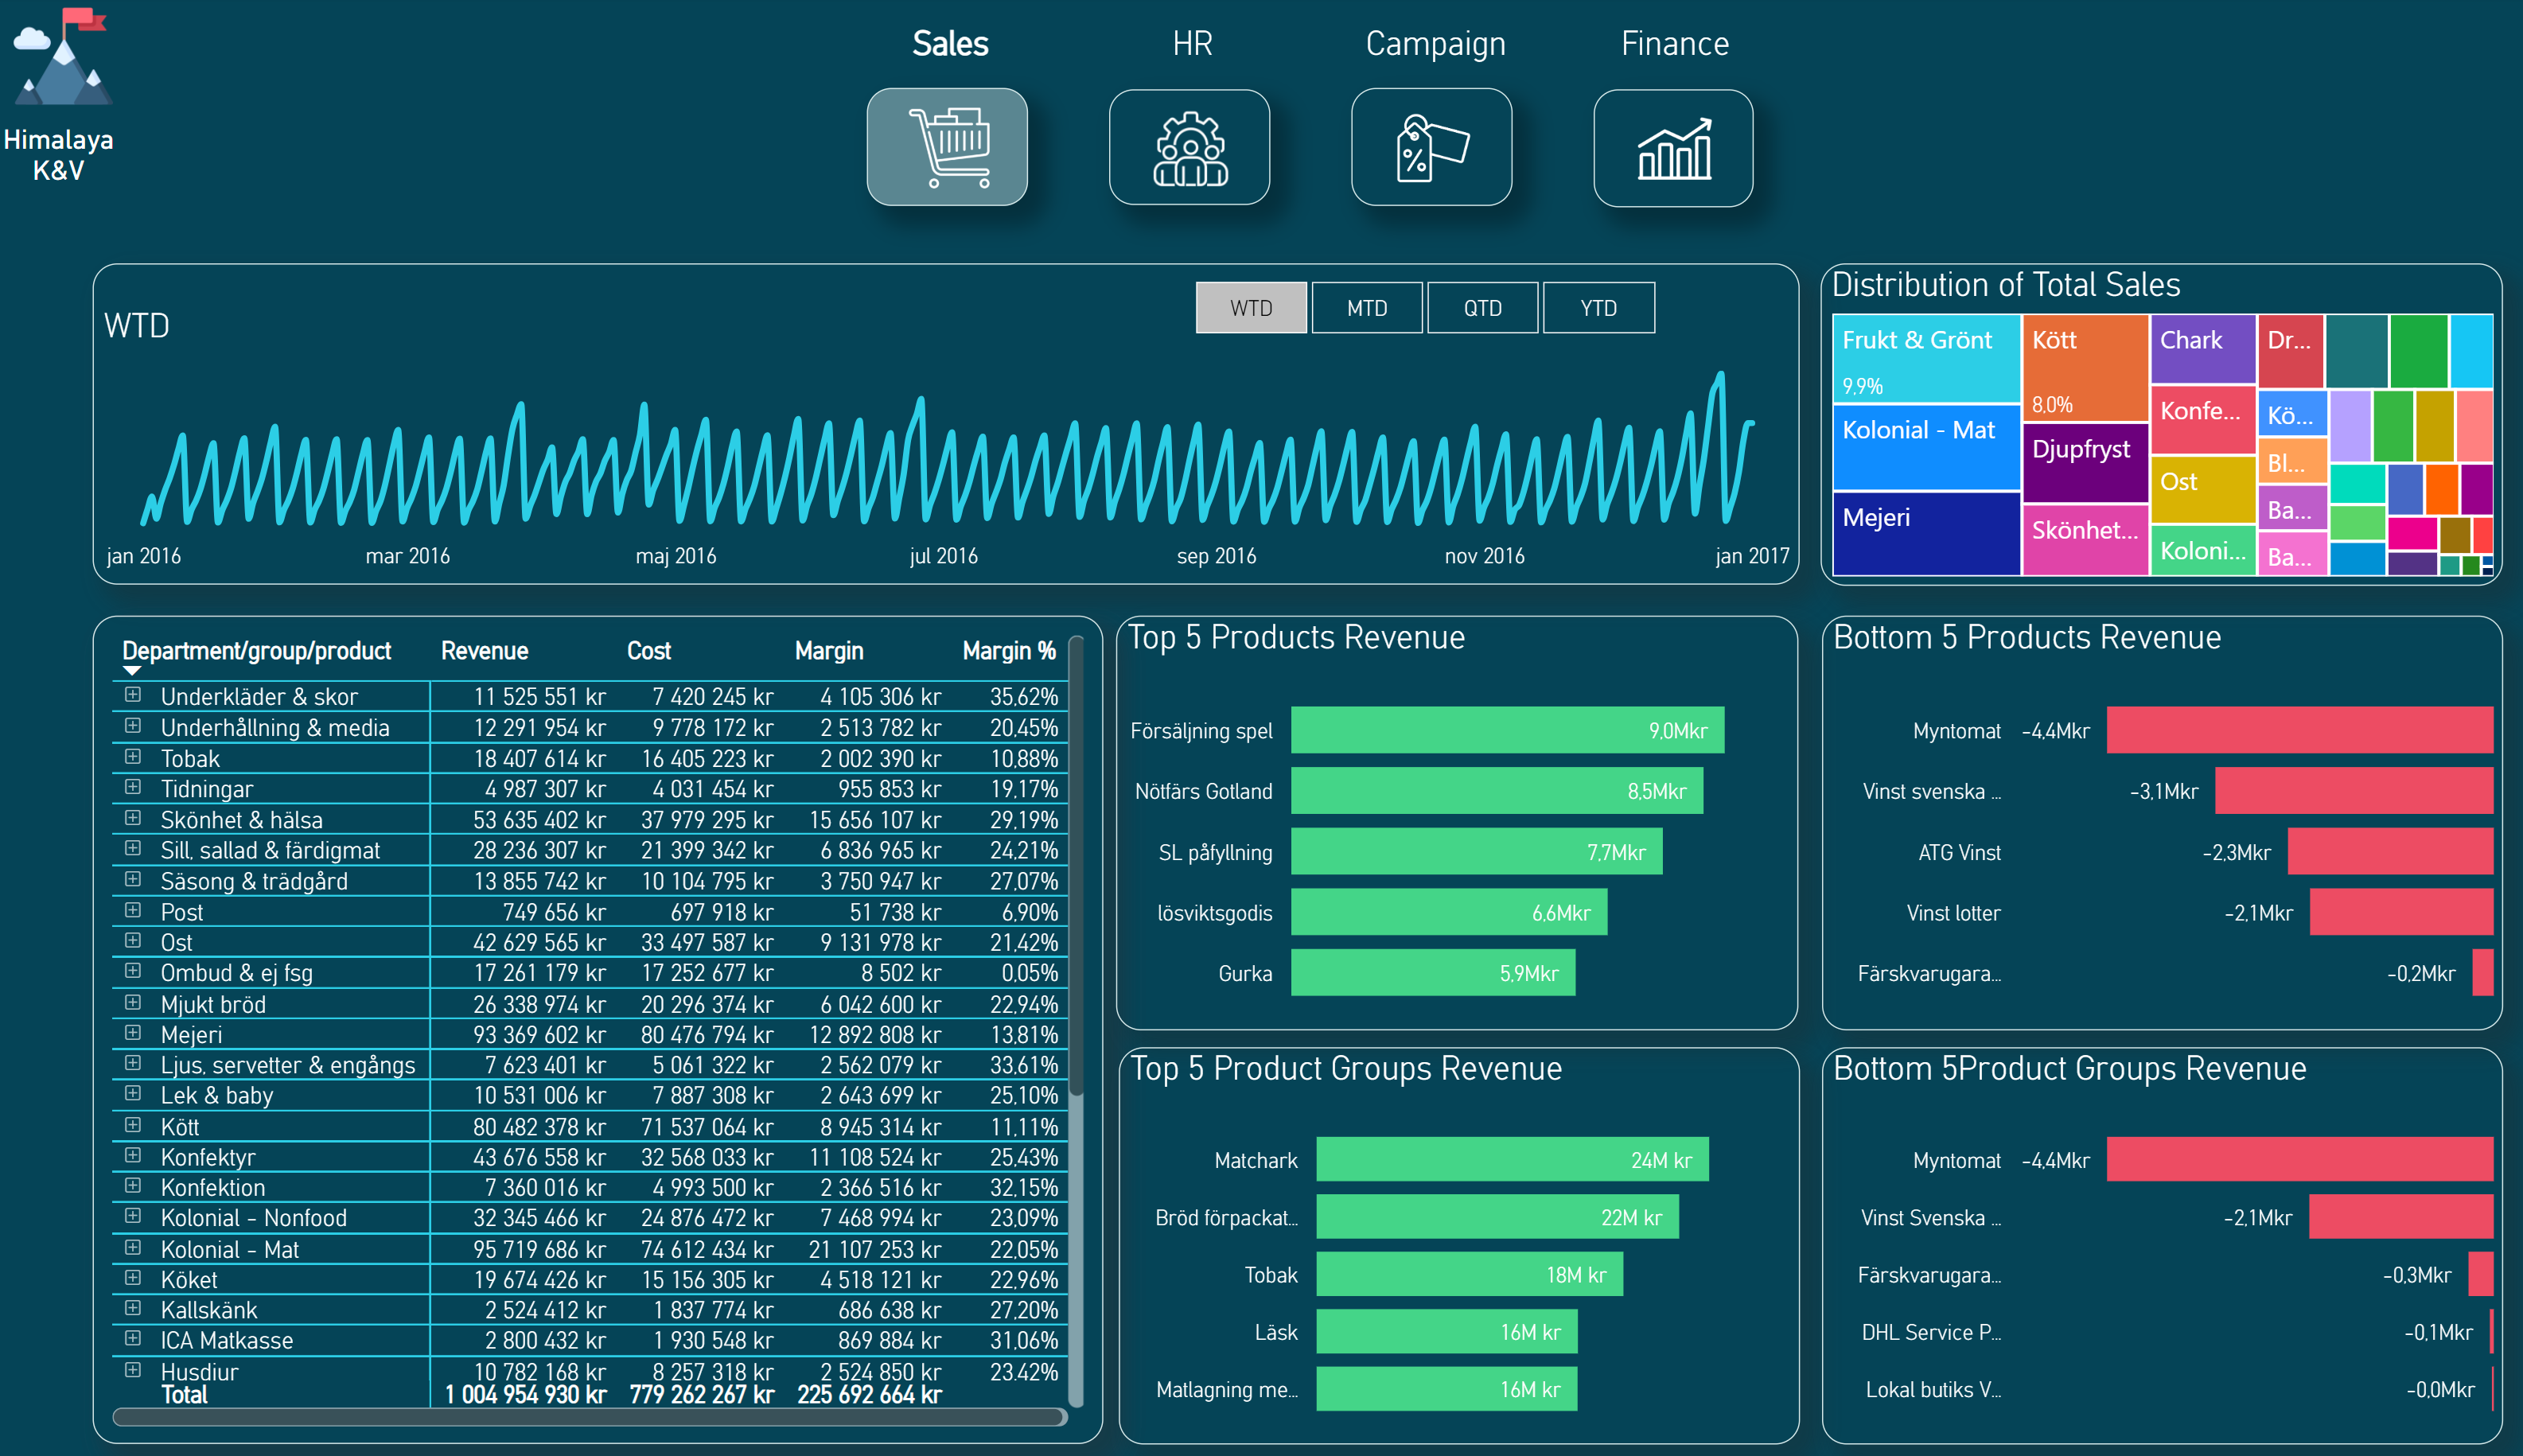 Himalaya
K&V
Sales
HR
Campaign
Finance
WTD
WTD
MTD
QTD
YTD
jan 2016
mar 2016
maj 2016
jul 2016
sep 2016
nov 2016
jan 2017
Distribution of Total Sales
Frukt & Grönt
9,9%
Kolonial - Mat
Mejeri
Kött
8,0%
Djupfryst
Skönhet...
Chark
Konfe...
Ost
Koloni...
Dr...
Kö...
Bl...
Ba...
Ba...
Department/group/product Revenue Cost Margin Margin %
Underkläder & skor 11 525 551 kr 7 420 245 kr 4 105 306 kr 35,62%
Underhållning & media 12 291 954 kr 9 778 172 kr 2 513 782 kr 20,45%
Tobak 18 407 614 kr 16 405 223 kr 2 002 390 kr 10,88%
Tidningar 4 987 307 kr 4 031 454 kr 955 853 kr 19,17%
Skönhet & hälsa 53 635 402 kr 37 979 295 kr 15 656 107 kr 29,19%
Sill, sallad & färdigmat 28 236 307 kr 21 399 342 kr 6 836 965 kr 24,21%
Säsong & trädgård 13 855 742 kr 10 104 795 kr 3 750 947 kr 27,07%
Post 749 656 kr 697 918 kr 51 738 kr 6,90%
Ost 42 629 565 kr 33 497 587 kr 9 131 978 kr 21,42%
Ombud & ej fsg 17 261 179 kr 17 252 677 kr 8 502 kr 0,05%
Mjukt bröd 26 338 974 kr 20 296 374 kr 6 042 600 kr 22,94%
Mejeri 93 369 602 kr 80 476 794 kr 12 892 808 kr 13,81%
Ljus, servetter & engångs 7 623 401 kr 5 061 322 kr 2 562 079 kr 33,61%
Lek & baby 10 531 006 kr 7 887 308 kr 2 643 699 kr 25,10%
Kött 80 482 378 kr 71 537 064 kr 8 945 314 kr 11,11%
Konfektyr 43 676 558 kr 32 568 033 kr 11 108 524 kr 25,43%
Konfektion 7 360 016 kr 4 993 500 kr 2 366 516 kr 32,15%
Kolonial - Nonfood 32 345 466 kr 24 876 472 kr 7 468 994 kr 23,09%
Kolonial - Mat 95 719 686 kr 74 612 434 kr 21 107 253 kr 22,05%
Köket 19 674 426 kr 15 156 305 kr 4 518 121 kr 22,96%
Kallskänk 2 524 412 kr 1 837 774 kr 686 638 kr 27,20%
ICA Matkasse 2 800 432 kr 1 930 548 kr 869 884 kr 31,06%
Husdjur 10 782 168 kr 8 257 318 kr 2 524 850 kr 23,42%
Total 1 004 954 930 kr 779 262 267 kr 225 692 664 kr
Top 5 Products Revenue
Försäljning spel 9,0Mkr
Nötfärs Gotland 8,5Mkr
SL påfyllning 7,7Mkr
lösviktsgodis 6,6Mkr
Gurka 5,9Mkr
Bottom 5 Products Revenue
Myntomat -4,4Mkr
Vinst svenska ... -3,1Mkr
ATG Vinst -2,3Mkr
Vinst lotter -2,1Mkr
Färskvarugara... -0,2Mkr
Top 5 Product Groups Revenue
Matchark 24M kr
Bröd förpackat... 22M kr
Tobak 18M kr
Läsk 16M kr
Matlagning me... 16M kr
Bottom 5Product Groups Revenue
Myntomat -4,4Mkr
Vinst Svenska ... -2,1Mkr
Färskvarugara... -0,3Mkr
DHL Service P... -0,1Mkr
Lokal butiks V... -0,0Mkr